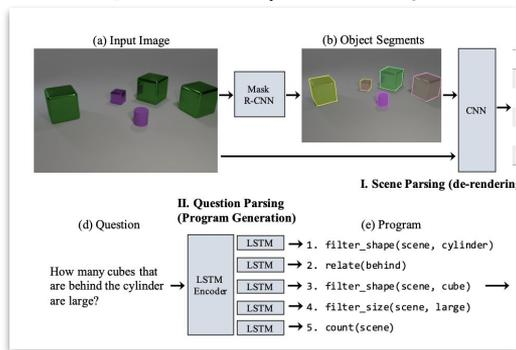 (a) Input Image
(b) Object Segments
Mask
R-CNN
CNN
I. Scene Parsing (de-renderin
II. Question Parsing
(Program Generation)
(d) Question
(e) Program
How many cubes that
are behind the cylinder
are large?
LSTM
Encoder
LSTM
1. filter_shape(scene, cylinder)
LSTM
2. relate(behind)
LSTM
3. filter_shape(scene, cube)
LSTM
4. filter_size(scene, large)
LSTM
5. count(scene)